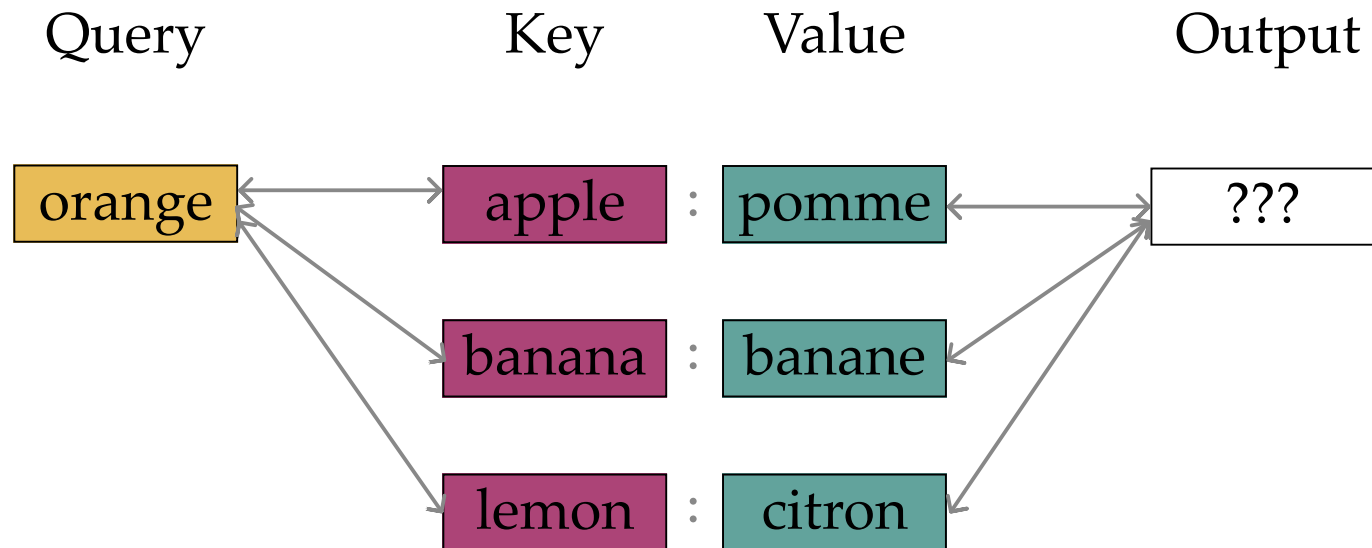 Query Key Value Output
orange apple : pomme ???
banana : banane
lemon : citron